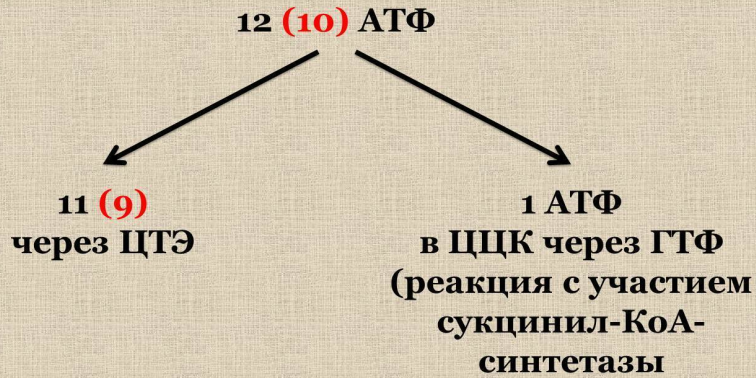 12 (10) АТФ
11 (9)
через ЦТЭ
1 АТФ
в ЦЦК через ГТФ
(реакция с участием
сукцинил-КоА-
синтетазы